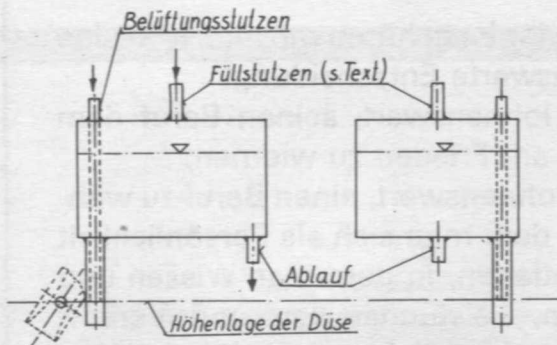 Belüftungsstutzen
Füllstutzen (s.Text)
Ablauf
Höhenlage der Düse